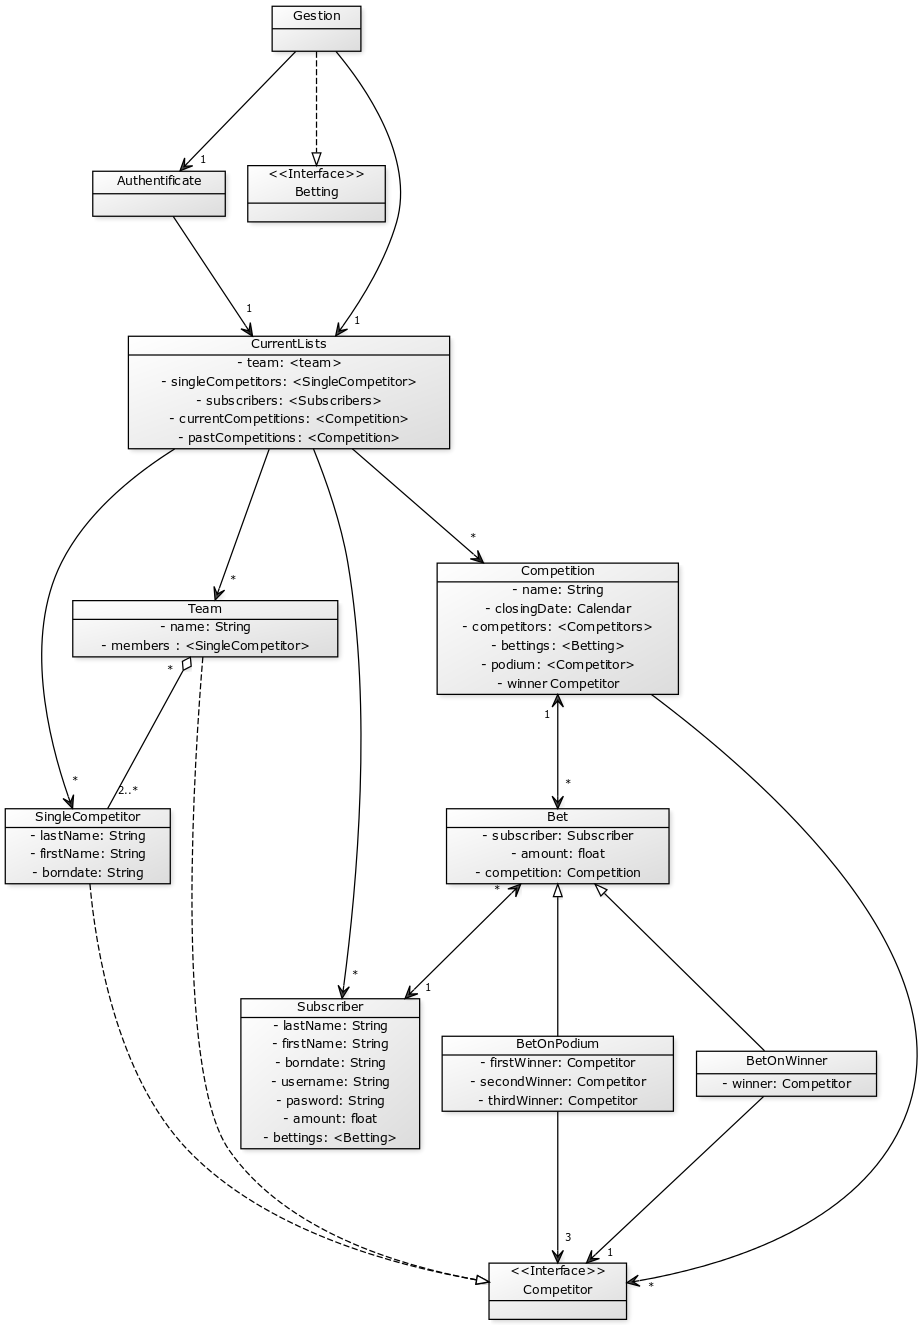 Gestion
1
Authentificate
<<Interface>>
Betting
1
1
CurrentLists
- team: <team>
- singleCompetitors: <SingleCompetitor>
- subscribers: <Subscribers>
- currentCompetitions: <Competition>
- pastCompetitions: <Competition>
*
*
Competition
- name: String
- closingDate: Calendar
- competitors: <Competitors>
- bettings: <Betting>
- podium: <Competitor>
- winner Competitor
Team
- name: String
- members : <SingleCompetitor>
*
1
*
2..*
*
SingleCompetitor
- lastName: String
- firstName: String
- borndate: String
Bet
- subscriber: Subscriber
- amount: float
- competition: Competition
*
*
1
Subscriber
- lastName: String
- firstName: String
- borndate: String
- username: String
- pasword: String
- amount: float
- bettings: <Betting>
BetOnPodium
- firstWinner: Competitor
- secondWinner: Competitor
- thirdWinner: Competitor
BetOnWinner
- winner: Competitor
3
1
*
<<Interface>>
Competitor